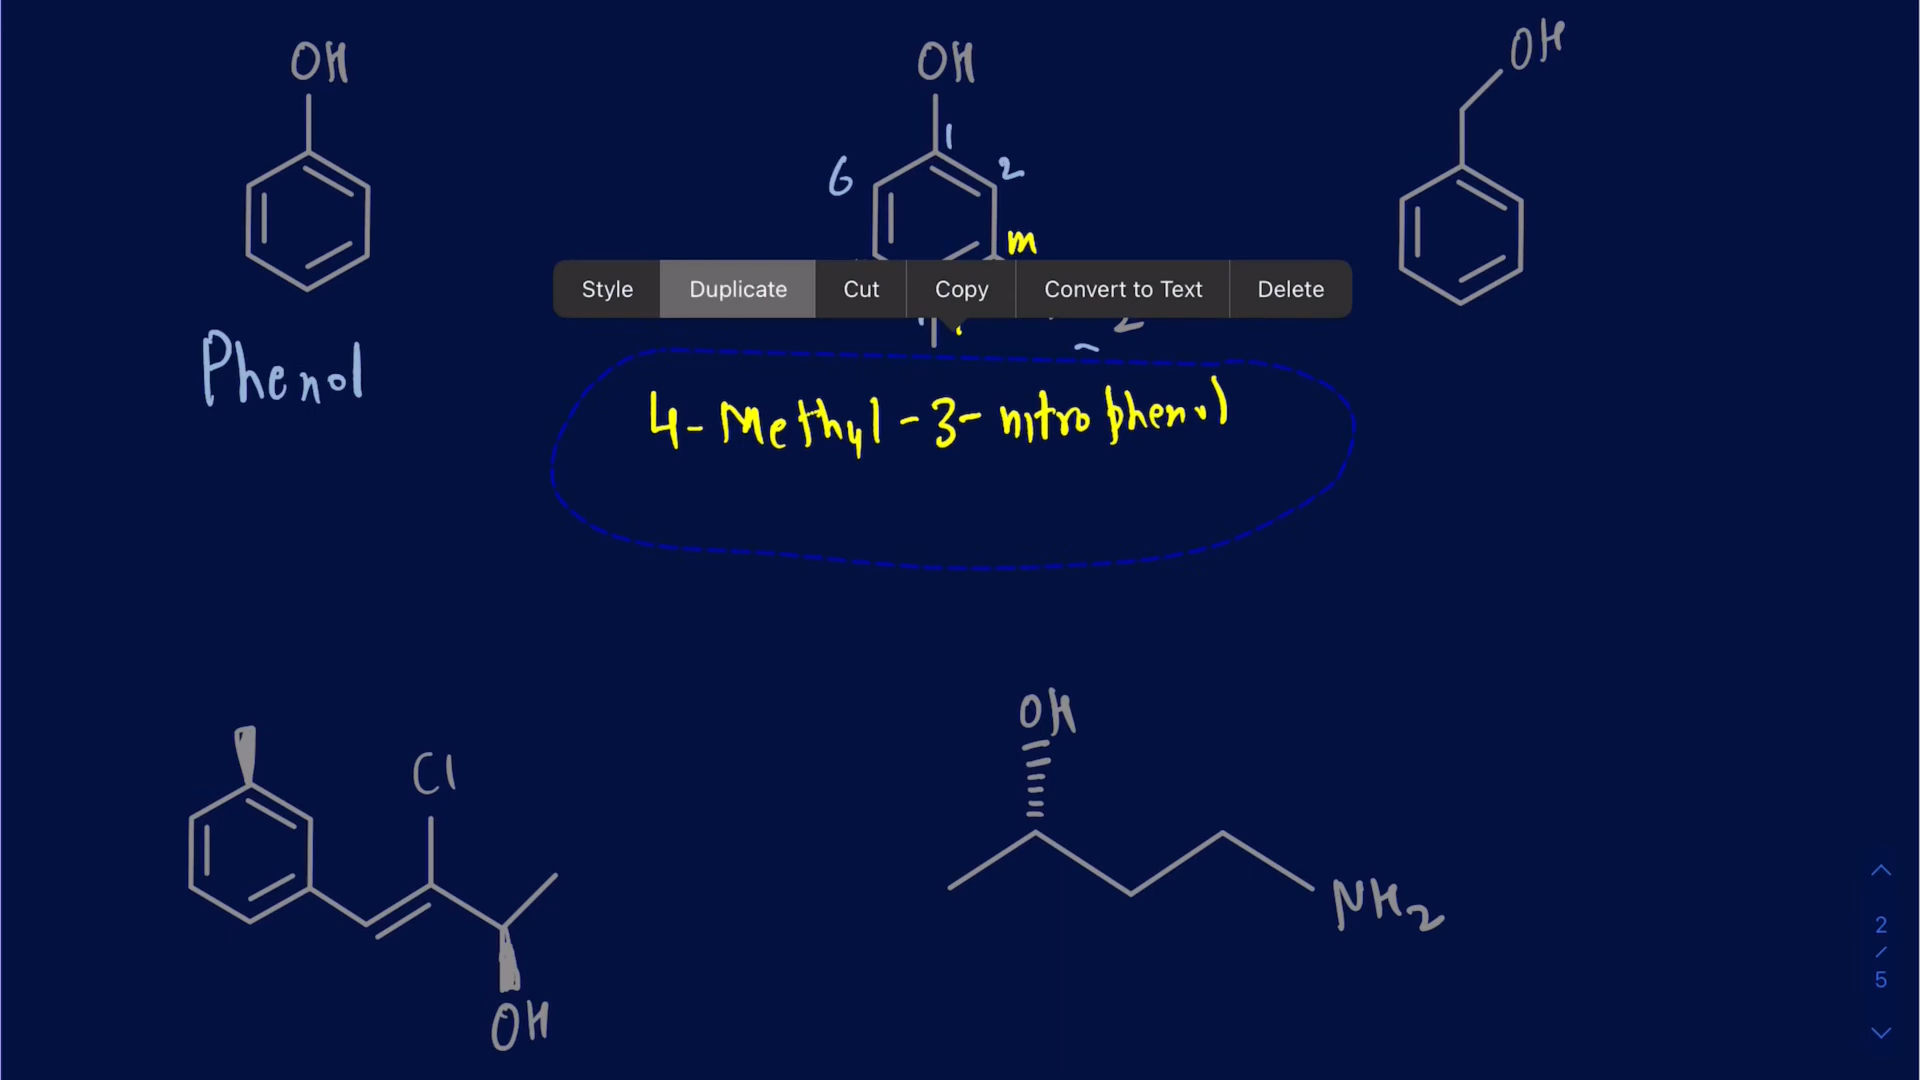 OH
OH
OH
1
6
2
m
Style Duplicate Cut Copy Convert to Text Delete
2
Phenol
4-Methyl-3-nitrophenol
OH
Cl
NH2
2
/
5
OH